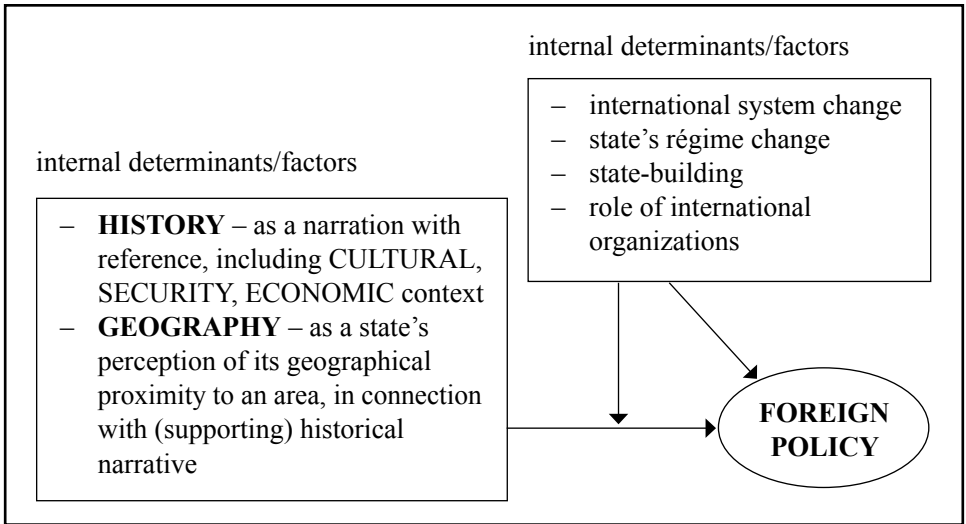 internal determinants/factors
– international system change
– state’s régime change
– state-building
– role of international
organizations
internal determinants/factors
– HISTORY – as a narration with
reference, including CULTURAL,
SECURITY, ECONOMIC context
– GEOGRAPHY – as a state’s
perception of its geographical
proximity to an area, in connection
with (supporting) historical
narrative
FOREIGN
POLICY